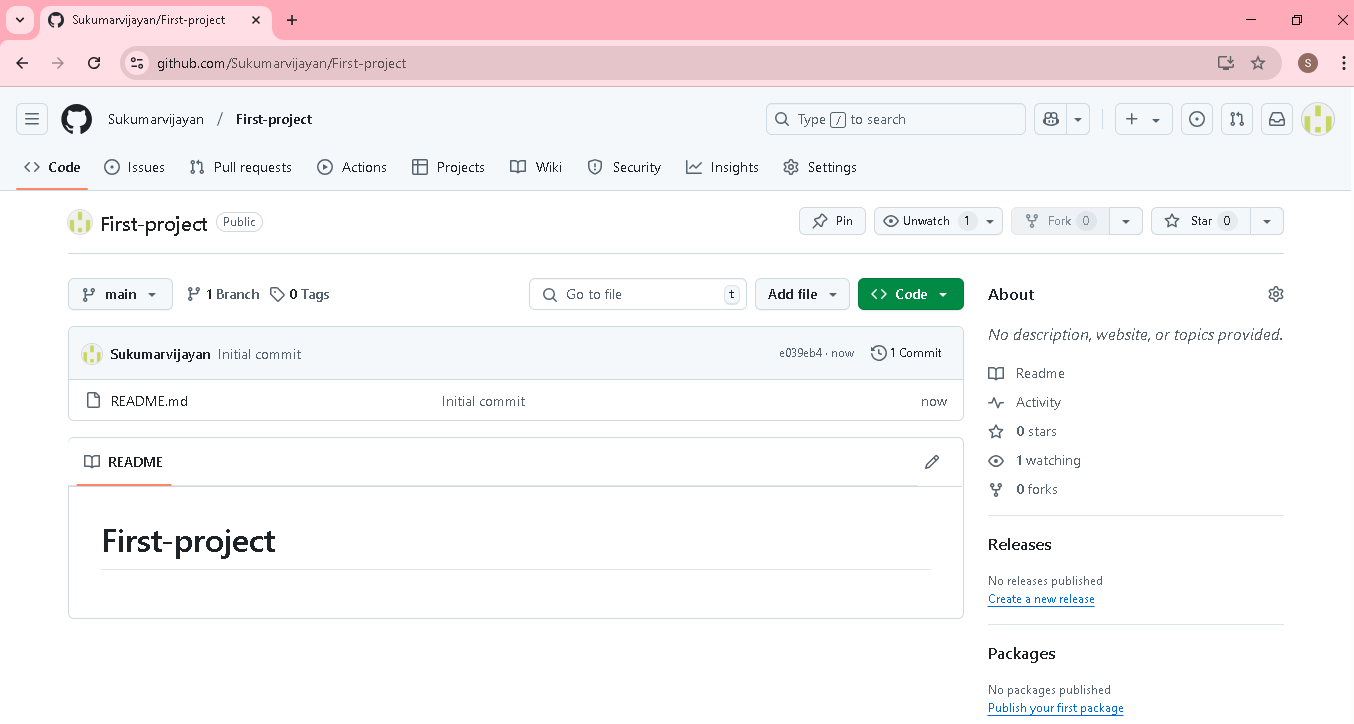 Sukumarvijayan/First-project
github.com/Sukumarvijayan/First-project
S
Sukumarvijayan / First-project
Type / to search
Code Issues Pull requests Actions Projects Wiki Security Insights Settings
First-project Public
Pin Unwatch 1 Fork 0 Star 0
main 1 Branch 0 Tags Go to file t Add file Code
About
No description, website, or topics provided.
Sukumarvijayan Initial commit e039eb4 · now 1 Commit
README.md Initial commit now
Readme
Activity
0 stars
1 watching
0 forks
README
First-project
Releases
No releases published
Create a new release
Packages
No packages published
Publish your first package